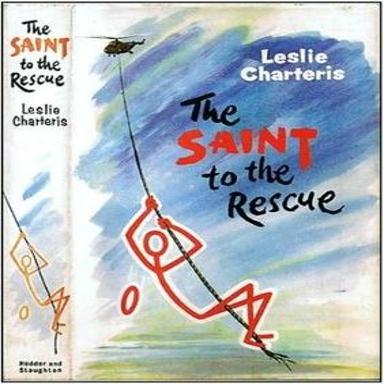 The
SAINT
to the
Rescue
Leslie
Charteris
Hodder and
Stoughton
Leslie
Charteris
The
SAINT
to the
Rescue